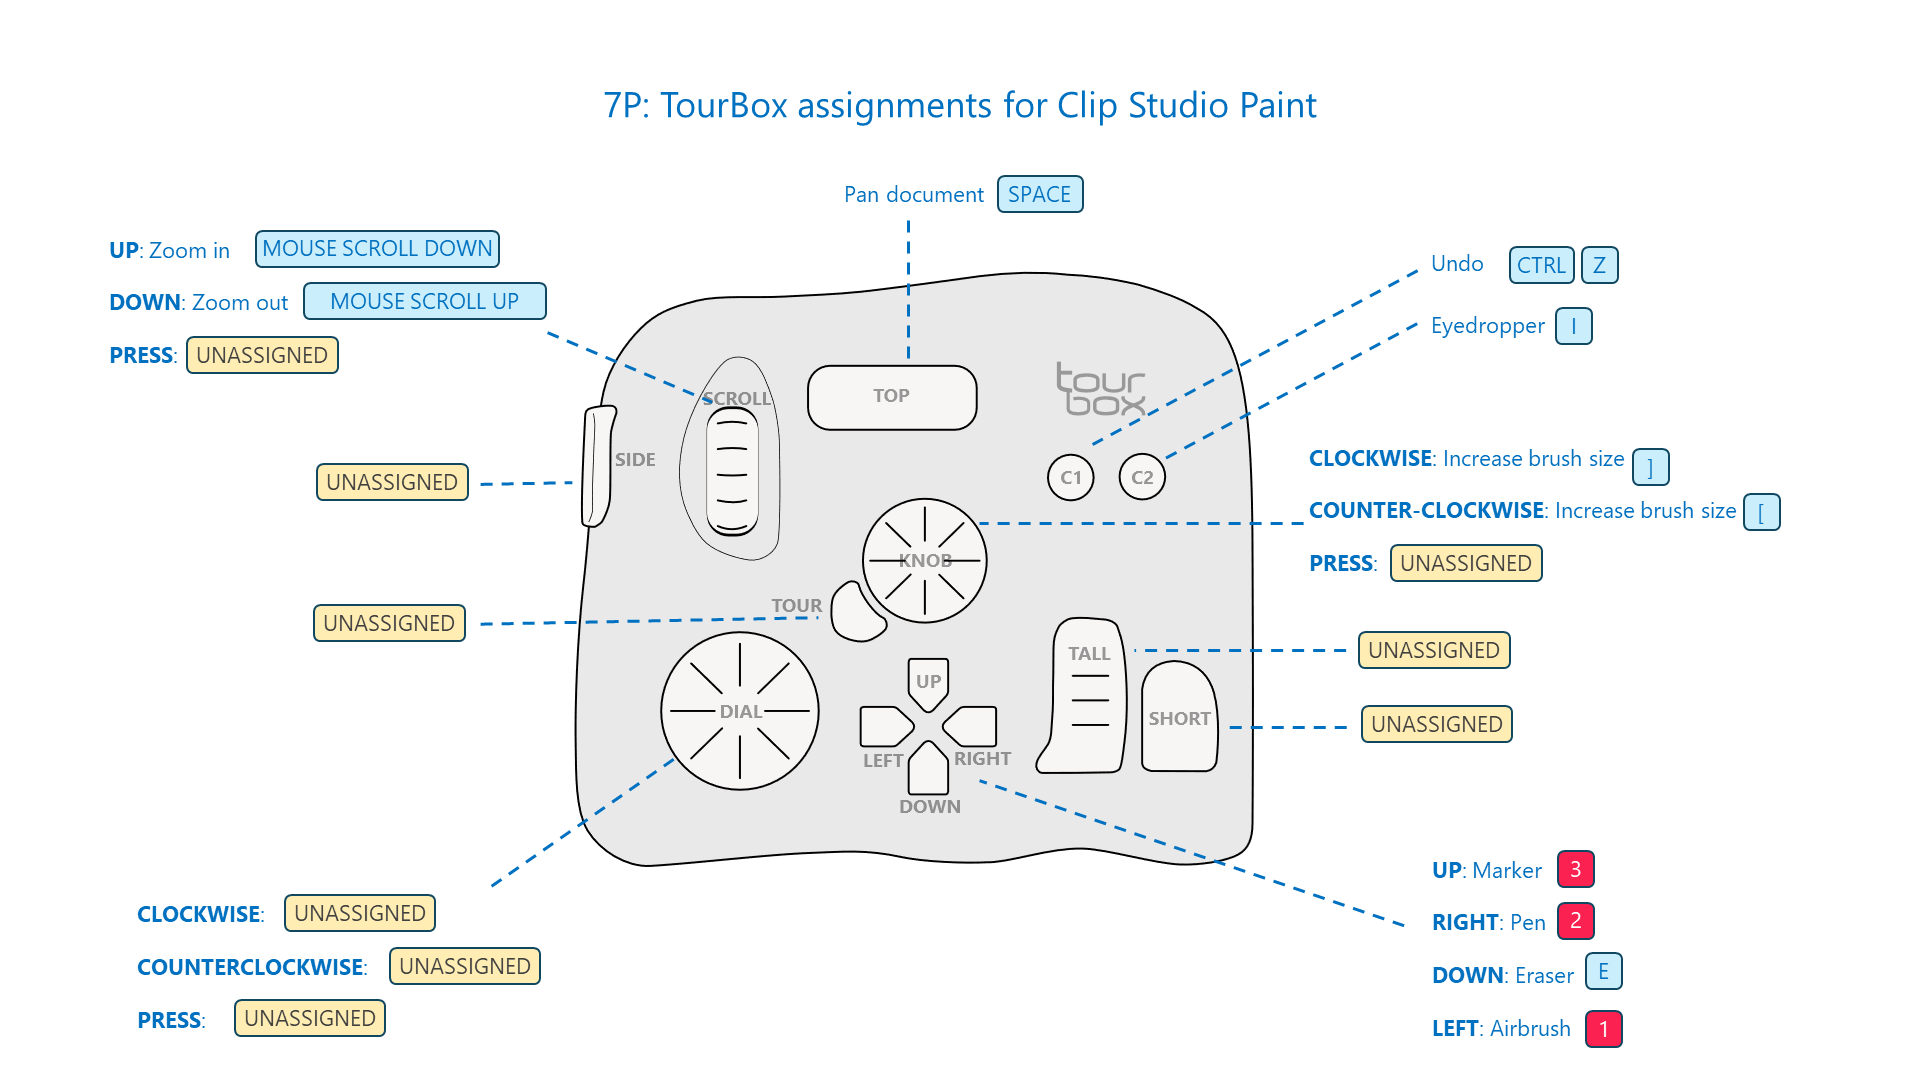 7P: TourBox assignments for Clip Studio Paint
Pan document SPACE
UP: Zoom in MOUSE SCROLL DOWN
DOWN: Zoom out MOUSE SCROLL UP
PRESS: UNASSIGNED
Undo CTRL Z
Eyedropper I
SCROLL
TOP
tour
box
SIDE
UNASSIGNED
C1
C2
CLOCKWISE: Increase brush size ]
COUNTER-CLOCKWISE: Increase brush size [
PRESS: UNASSIGNED
KNOB
TOUR
UNASSIGNED
TALL
UNASSIGNED
SHORT
UNASSIGNED
DIAL
UP
LEFT
RIGHT
DOWN
CLOCKWISE: UNASSIGNED
COUNTERCLOCKWISE: UNASSIGNED
PRESS: UNASSIGNED
UP: Marker 3
RIGHT: Pen 2
DOWN: Eraser E
LEFT: Airbrush 1